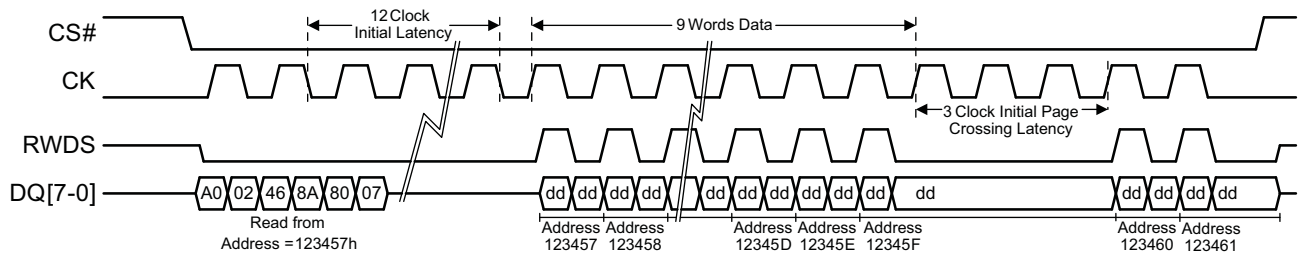 12 Clock
Initial Latency
9 Words Data
CS#
CK
3 Clock Initial Page
Crossing Latency
RWDS
DQ[7-0]
A0 02 46 8A 80 07 dd dd dd dd dd dd dd dd dd dd dd dd dd dd dd
Read from
Address =123457h
Address
123457
Address
123458
Address
12345D
Address
12345E
Address
12345F
Address
123460
Address
123461